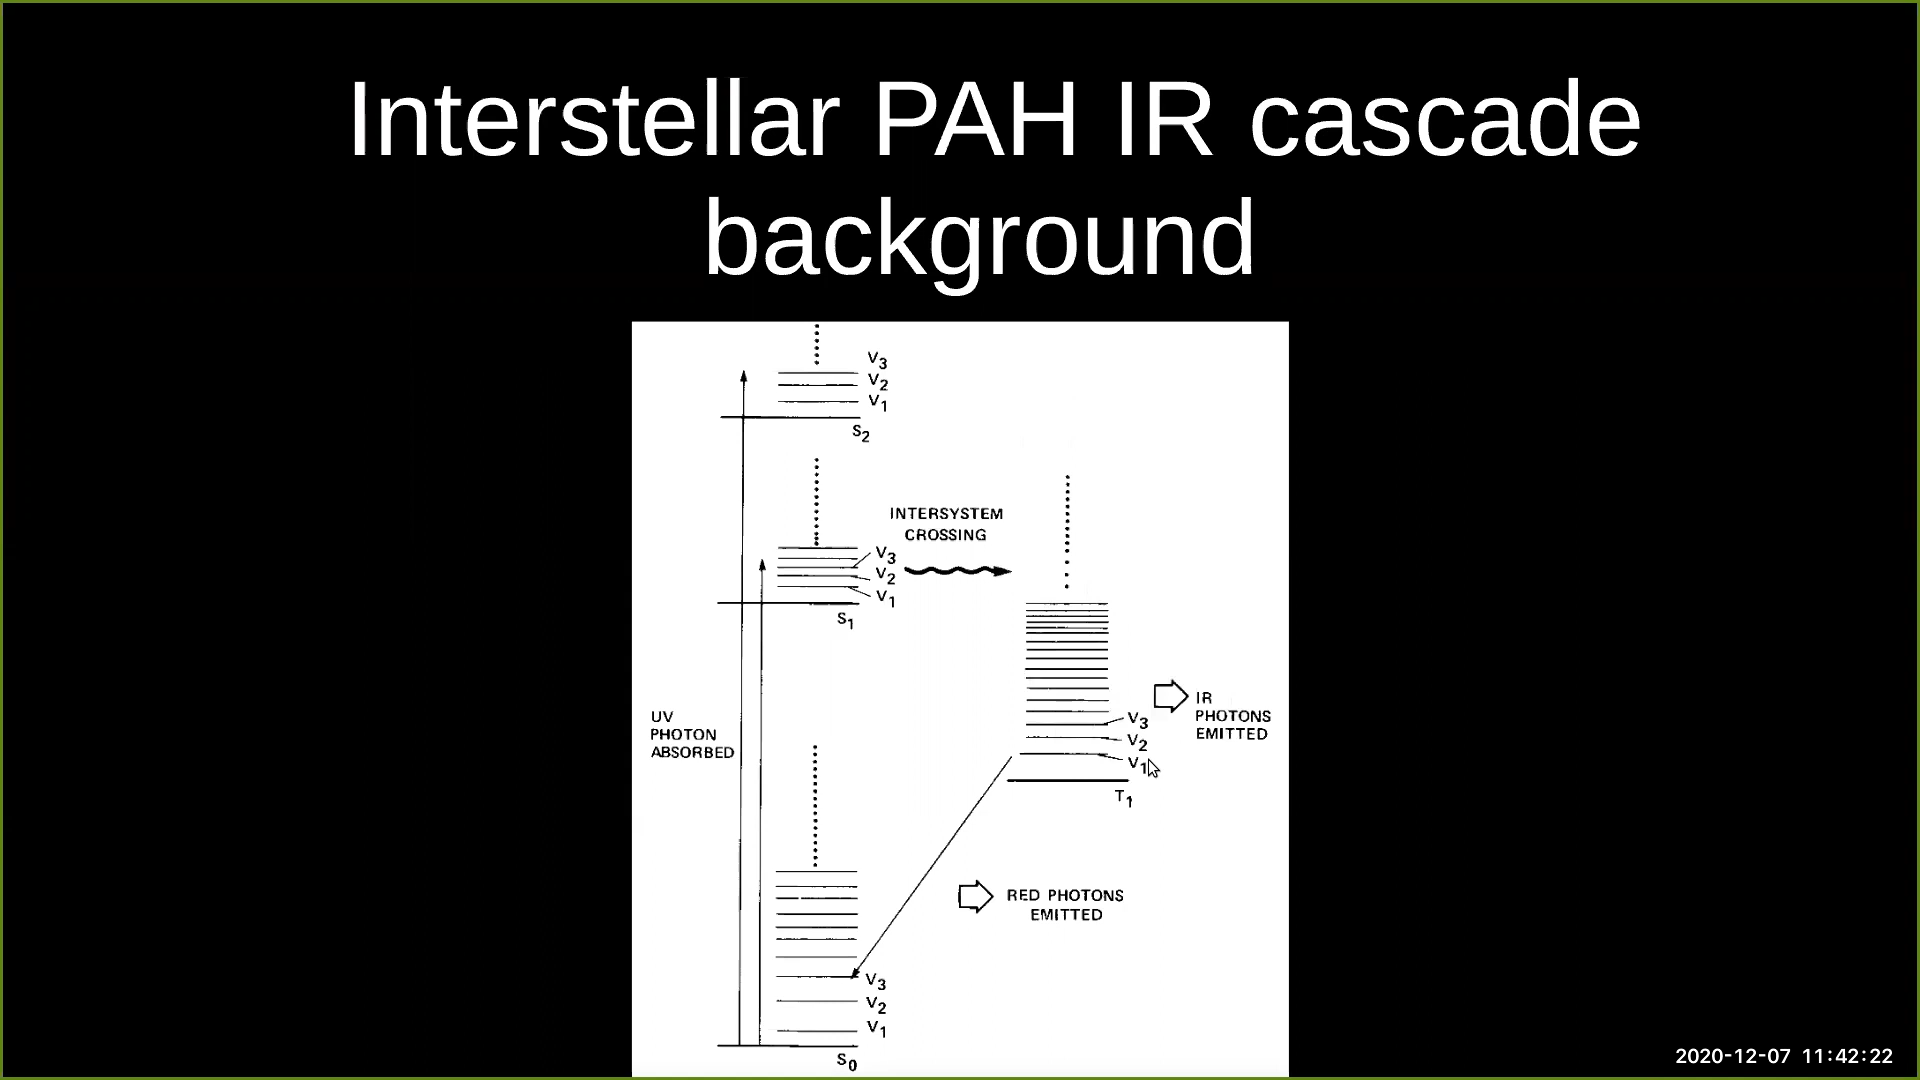 Interstellar PAH IR cascade
background
V3
V2
V1
S2
INTERSYSTEM
CROSSING
V3
V2
V1
S1
UV
PHOTON
ABSORBED
IR
PHOTONS
EMITTED
V3
V2
V1
T1
RED PHOTONS
EMITTED
V3
V2
V1
S0
2020-12-07 11:42:22